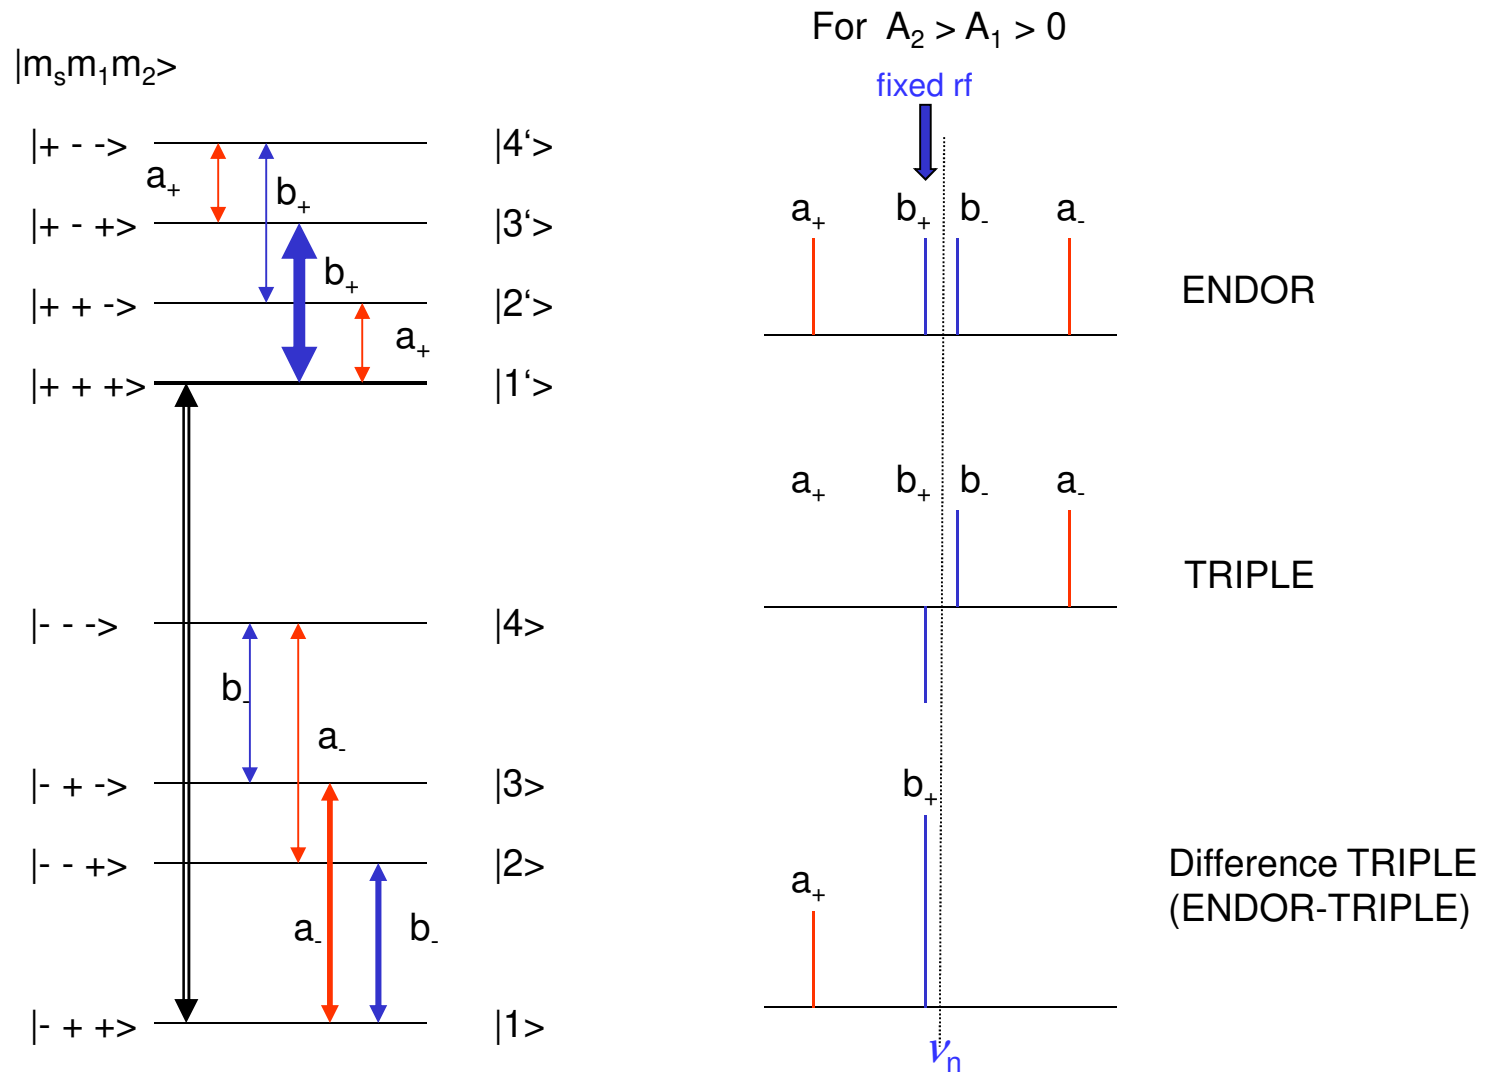 |mₛm₁m₂>
|+ - ->
|4‘>
a₊
b₊
|+ - +>
|3‘>
b₊
|+ + ->
|2‘>
a₊
|+ + +>
|1‘>
|- - ->
|4>
b₋
a₋
|- + ->
|3>
|- - +>
|2>
a₋ b₋
|- + +>
|1>
For A₂ > A₁ > 0
fixed rf
a₊ b₊ b₋ a₋
ENDOR
a₊ b₊ b₋ a₋
TRIPLE
b₊
a₊
Difference TRIPLE
(ENDOR-TRIPLE)
νₙ